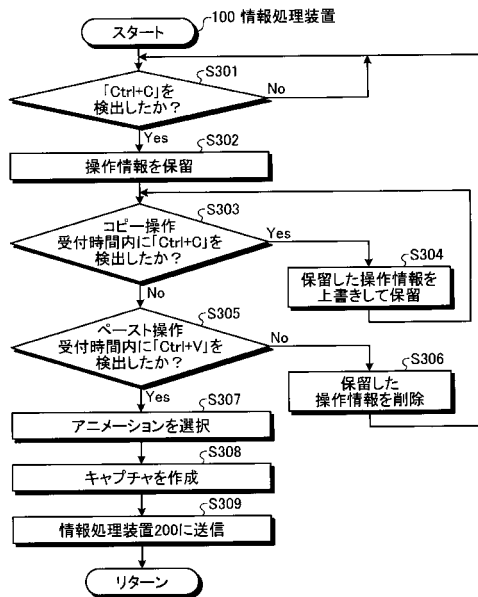 100 情報処理装置
スタート
S301
「Ctrl+C」を
検出したか？
No
Yes
S302
操作情報を保留
S303
コピー操作
受付時間内に「Ctrl+C」を
検出したか？
Yes
S304
保留した操作情報を
上書きして保留
No
S305
ペースト操作
受付時間内に「Ctrl+V」を
検出したか？
No
S306
保留した
操作情報を削除
Yes
S307
アニメーションを選択
S308
キャプチャを作成
S309
情報処理装置200に送信
リターン